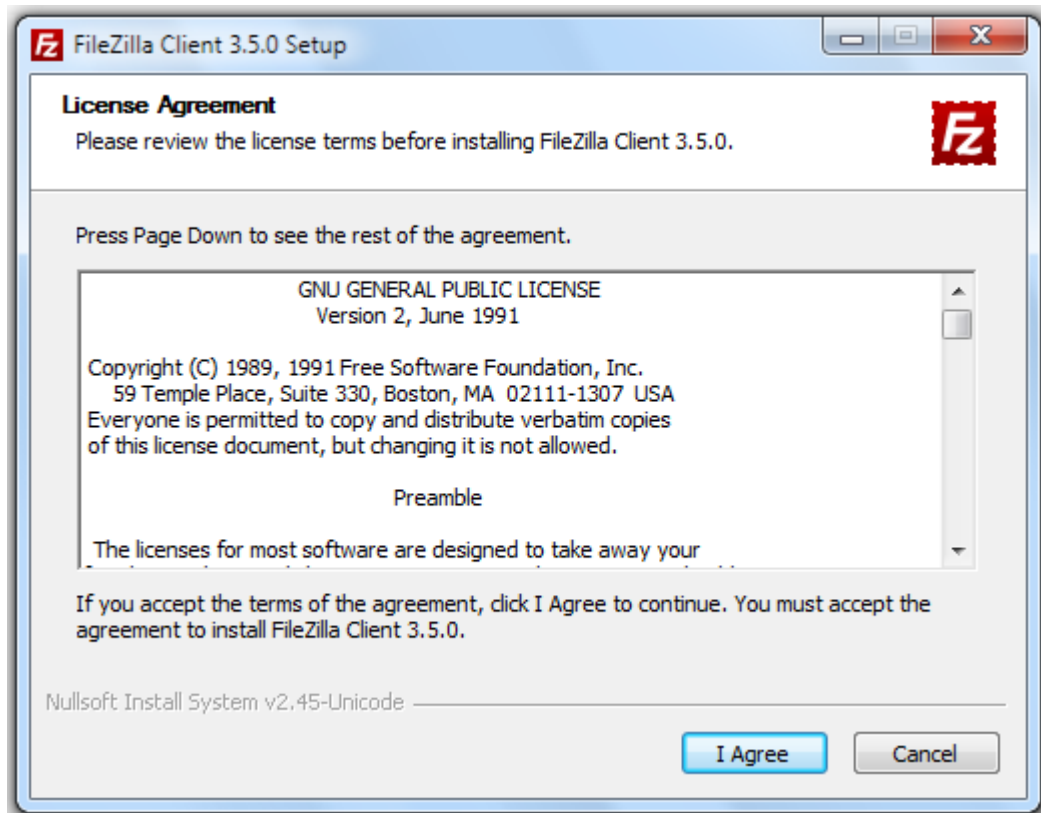 FileZilla Client 3.5.0 Setup
License Agreement
Please review the license terms before installing FileZilla Client 3.5.0.
Fz
Press Page Down to see the rest of the agreement.
GNU GENERAL PUBLIC LICENSE
Version 2, June 1991
Copyright (C) 1989, 1991 Free Software Foundation, Inc.
59 Temple Place, Suite 330, Boston, MA  02111-1307  USA
Everyone is permitted to copy and distribute verbatim copies
of this license document, but changing it is not allowed.
Preamble
The licenses for most software are designed to take away your
If you accept the terms of the agreement, click I Agree to continue. You must accept the
agreement to install FileZilla Client 3.5.0.
Nullsoft Install System v2.45-Unicode
I Agree
Cancel